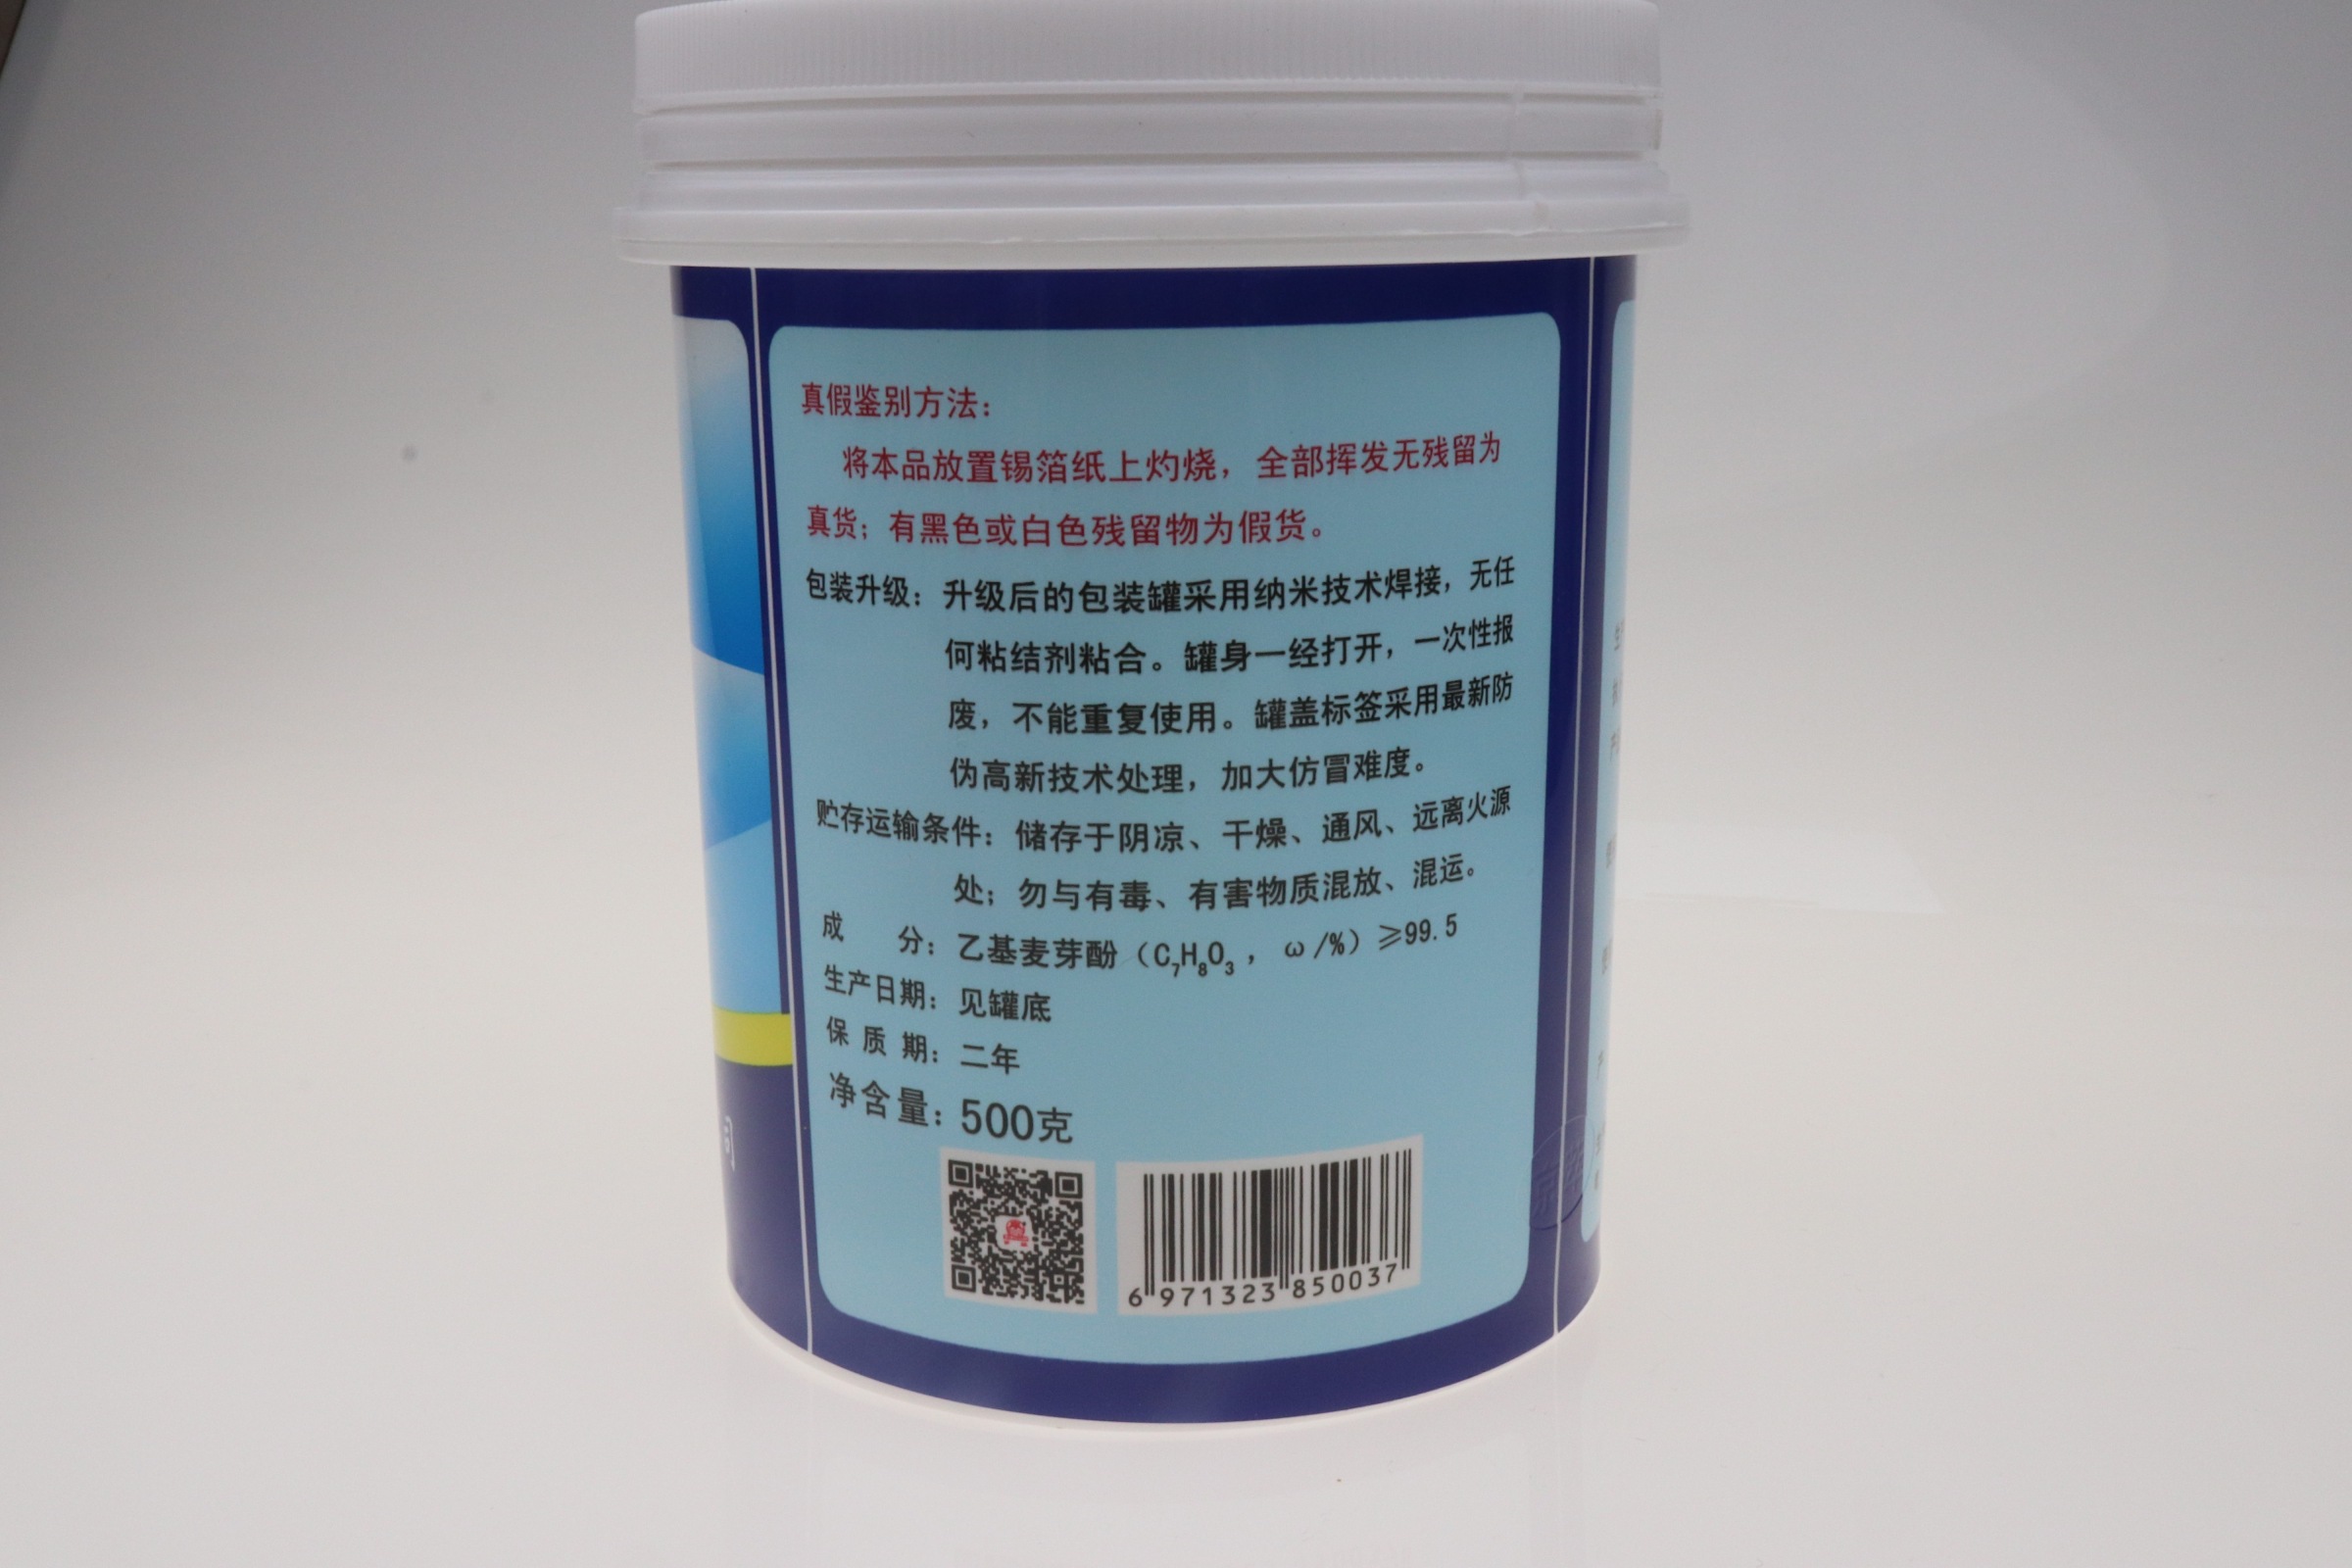 真假鉴别方法：
将本品放置锡箔纸上灼烧，全部挥发无残留为
真货；有黑色或白色残留物为假货。
包装升级：升级后的包装罐采用纳米技术焊接，无任
何粘结剂粘合。罐身一经打开，一次性报
废，不能重复使用。罐盖标签采用最新防
伪高新技术处理，加大仿冒难度。
贮存运输条件：储存于阴凉、干燥、通风、远离火源
处；勿与有毒、有害物质混放、混运。
成 分：乙基麦芽酚（C₇H₈O₃，ω/%）≥99.5
生产日期：见罐底
保 质 期：二年
净含量：500克
6 971323 850037
司